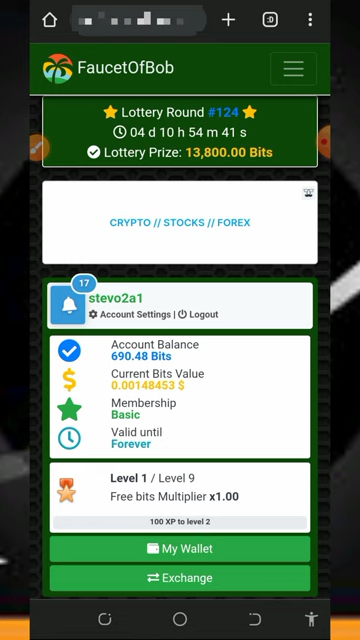 :D
FaucetOfBob
Lottery Round #124
04 d 10 h 54 m 41 s
Lottery Prize: 13,800.00 Bits
CRYPTO // STOCKS // FOREX
17
stevo2a1
Account Settings | Logout
Account Balance
690.48 Bits
Current Bits Value
0.00148453 $
Membership
Basic
Valid until
Forever
Level 1 / Level 9
Free bits Multiplier x1.00
100 XP to level 2
My Wallet
Exchange